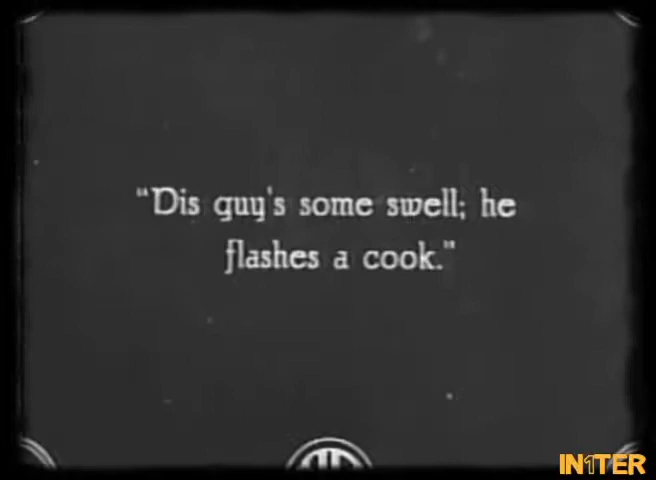 “Dis guy's some swell; he
flashes a cook.”
IN1TER